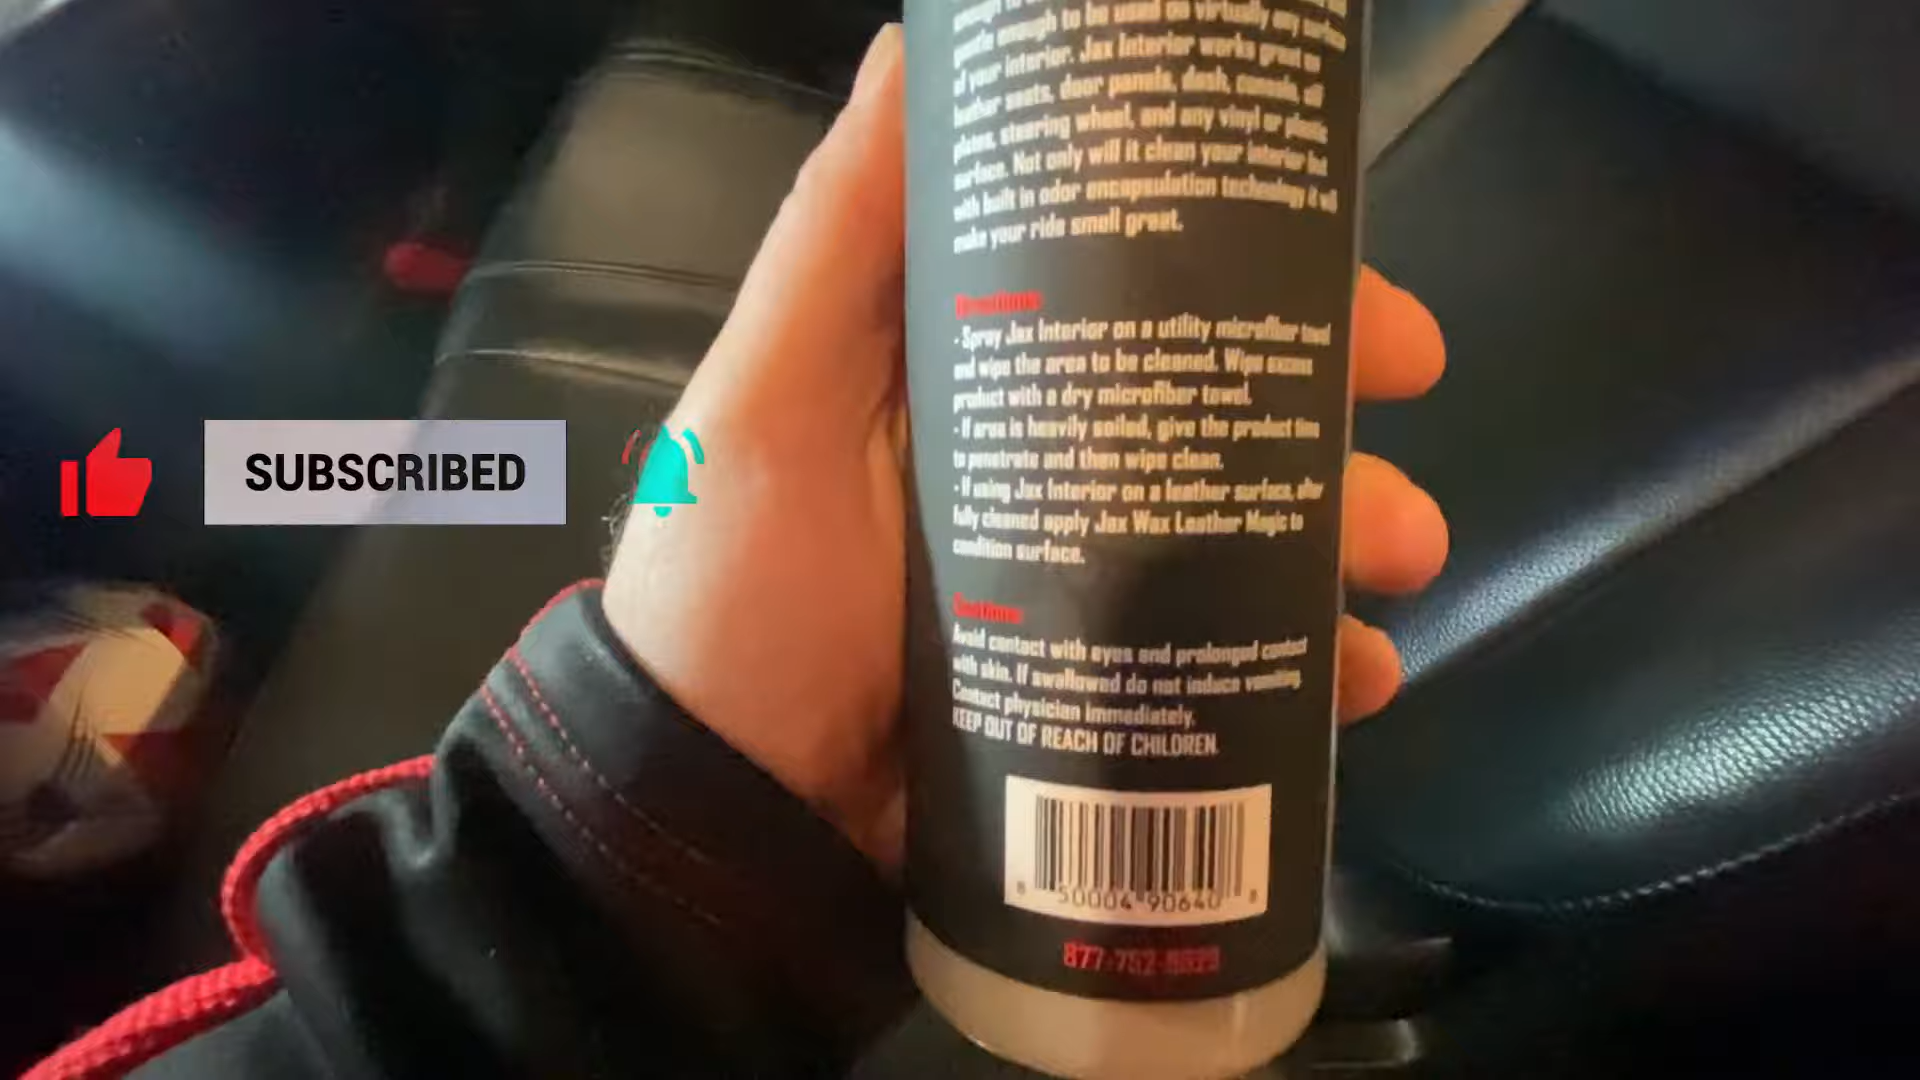 gentle enough to be used on virtually any surface
of your interior. Jax Interior works great on
leather seats, door panels, dash, console, sill
plates, steering wheel, and any vinyl or plastic
surface. Not only will it clean your interior but
with built in odor encapsulation technology it will
make your ride smell great.
Directions:
- Spray Jax Interior on a utility microfiber towel
and wipe the area to be cleaned. Wipe excess
product with a dry microfiber towel.
- If area is heavily soiled, give the product time
to penetrate and then wipe clean.
- If using Jax Interior on a leather surface, after
fully cleaned apply Jax Wax Leather Magic to
condition surface.
SUBSCRIBED
Cautions:
Avoid contact with eyes and prolonged contact
with skin. If swallowed do not induce vomiting.
Contact physician immediately.
KEEP OUT OF REACH OF CHILDREN.
8 50004 90640 8